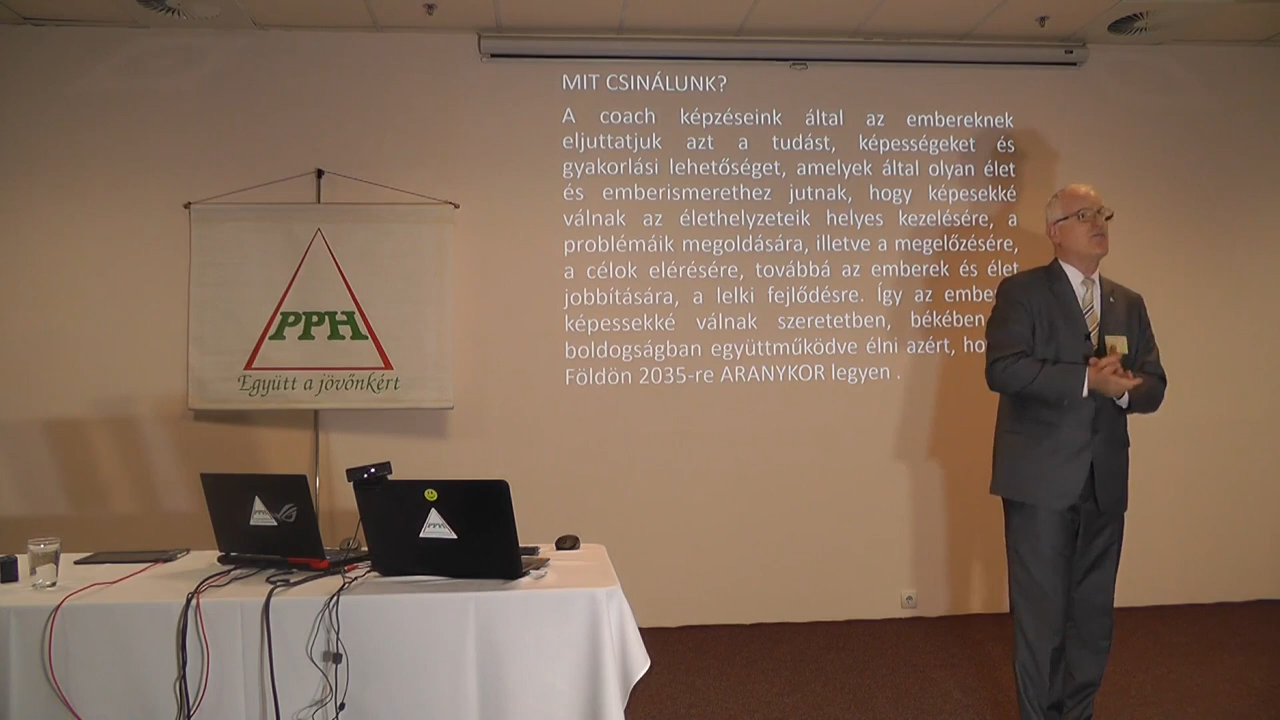 MIT CSINÁLUNK?
A coach képzéseink által az embereknek
eljuttatjuk azt a tudást, képességeket és
gyakorlási lehetőséget, amelyek által olyan élet
és emberismerethez jutnak, hogy képesekké
válnak az élethelyzeteik helyes kezelésére, a
problémáik megoldására, illetve a megelőzésére,
a célok elérésére, továbbá az emberek és élet
jobbítására, a lelki fejlődésre. Így az
képessekké válnak szeretetben, békében
boldogságban együttműködve élni azért,
Földön 2035-re ARANYKOR legyen .
PPH
Együtt a jövőnkért
PPH
PPH